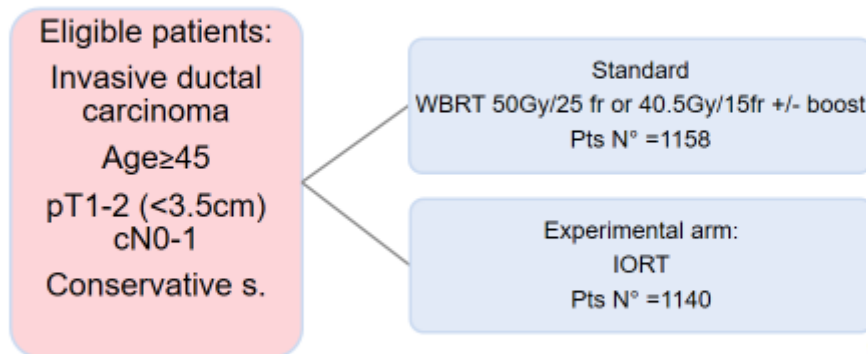 Eligible patients:
Invasive ductal
carcinoma
Age≥45
pT1-2 (<3.5cm)
cN0-1
Conservative s.
Standard
WBRT 50Gy/25 fr or 40.5Gy/15fr +/- boost
Pts N° =1158
Experimental arm:
IORT
Pts N° =1140